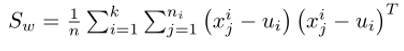 $S_w = \frac{1}{n} \sum_{i=1}^{k} \sum_{j=1}^{n_i} \left(x_j^i - u_i\right) \left(x_j^i - u_i\right)^T$